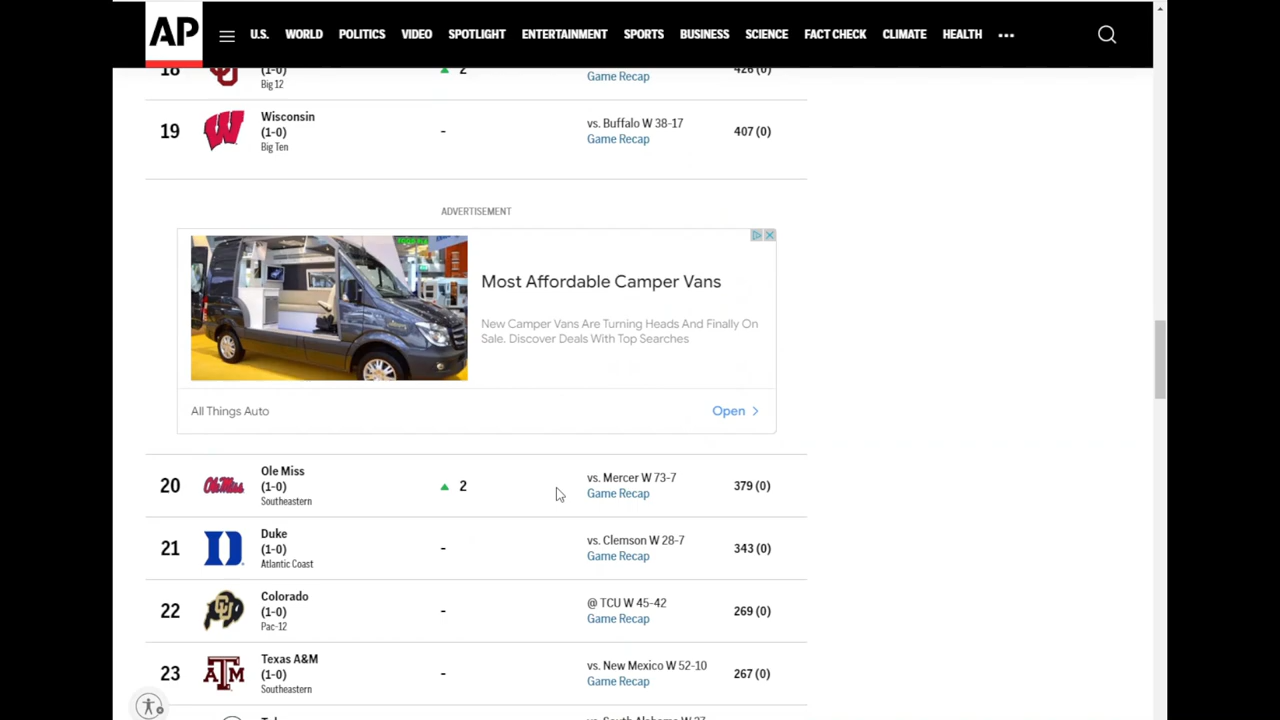 AP
U.S. WORLD POLITICS VIDEO SPOTLIGHT ENTERTAINMENT SPORTS BUSINESS SCIENCE FACT CHECK CLIMATE HEALTH
18 (1-0) 2 426 (0)
Big 12 Game Recap
19
Wisconsin
(1-0)
Big Ten
-
vs. Buffalo W 38-17
Game Recap
407 (0)
ADVERTISEMENT
Most Affordable Camper Vans
New Camper Vans Are Turning Heads And Finally On
Sale. Discover Deals With Top Searches
All Things Auto
Open
20
Ole Miss
Ole Miss
(1-0)
Southeastern
2
vs. Mercer W 73-7
Game Recap
379 (0)
21
D
Duke
(1-0)
Atlantic Coast
-
vs. Clemson W 28-7
Game Recap
343 (0)
22
CU
Colorado
(1-0)
Pac-12
-
@ TCU W 45-42
Game Recap
269 (0)
23
ATM
Texas A&M
(1-0)
Southeastern
-
vs. New Mexico W 52-10
Game Recap
267 (0)